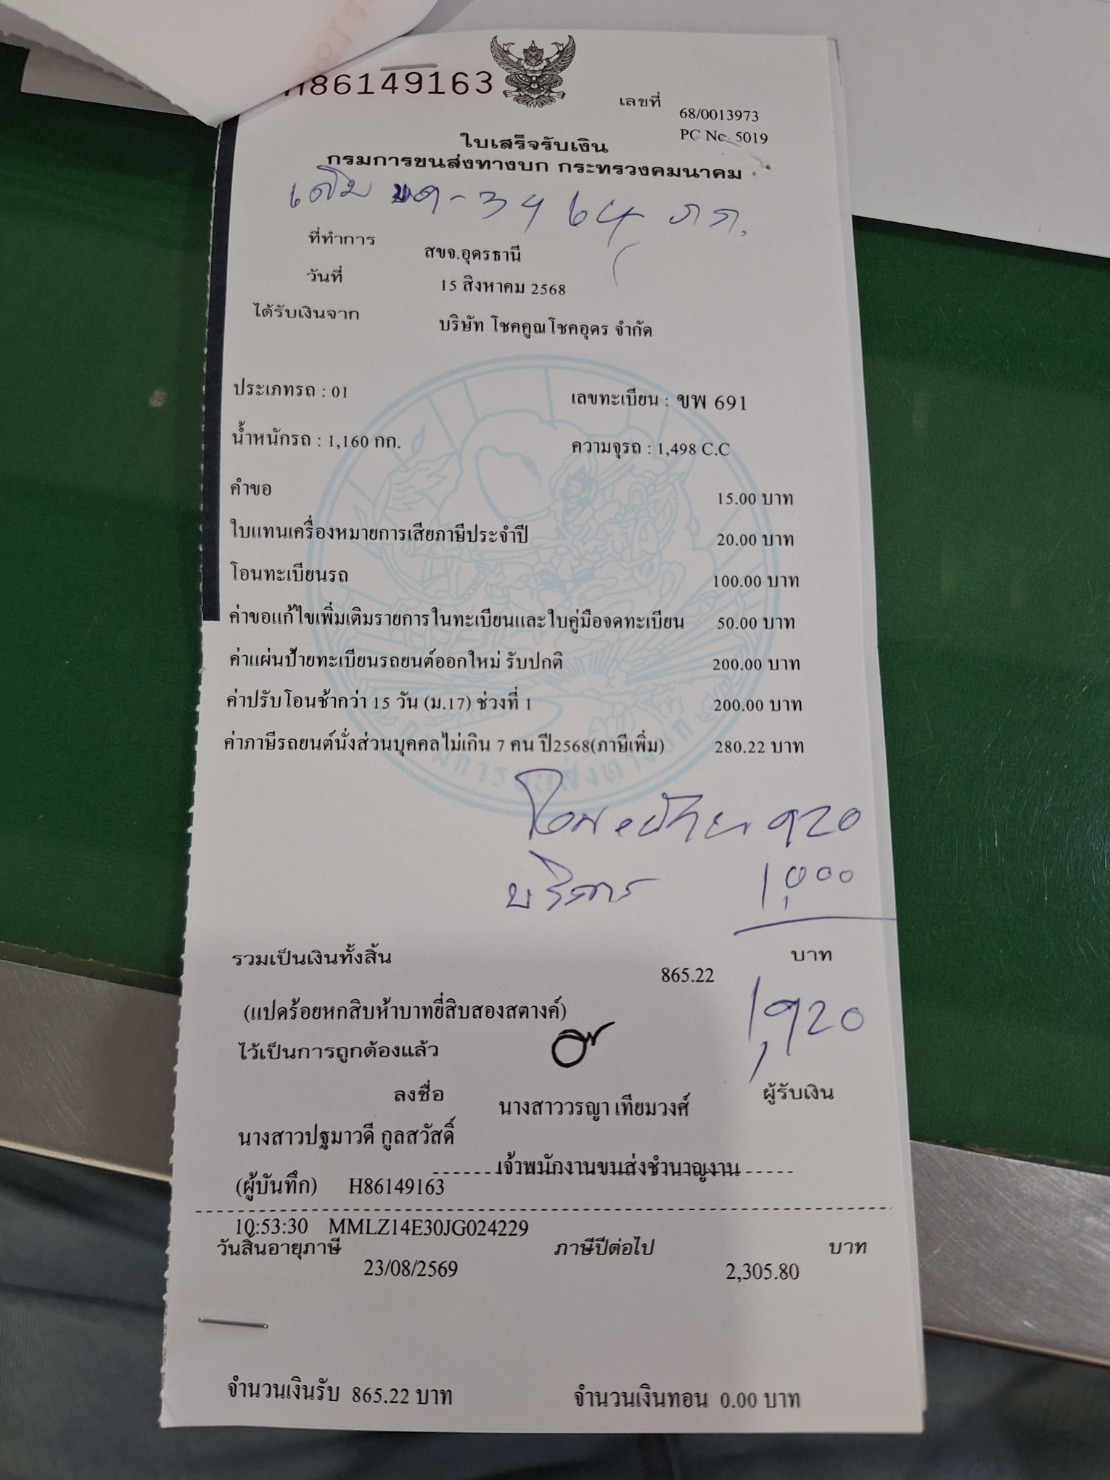 H86149163
เลขที่ 68/0013973
PC No. 5019
ใบเสร็จรับเงิน
กรมการขนส่งทางบก กระทรวงคมนาคม
เดิม 3464
ที่ทำการ สขจ.อุดรธานี
วันที่ 15 สิงหาคม 2568
ได้รับเงินจาก บริษัท โชคคูณโชคอุดร จำกัด
ประเภทรถ : 01 เลขทะเบียน : ขพ 691
น้ำหนักรถ : 1,160 กก. ความจุรถ : 1,498 C.C
คำขอ 15.00 บาท
ใบแทนเครื่องหมายการเสียภาษีประจำปี 20.00 บาท
โอนทะเบียนรถ 100.00 บาท
ค่าขอแก้ไขเพิ่มเติมรายการในทะเบียนและใบคู่มือจดทะเบียน 50.00 บาท
ค่าแผ่นป้ายทะเบียนรถยนต์ออกใหม่ รับปกติ 200.00 บาท
ค่าปรับโอนช้ากว่า 15 วัน (ม.17) ช่วงที่ 1 200.00 บาท
ค่าภาษีรถยนต์นั่งส่วนบุคคลไม่เกิน 7 คน ปี2568(ภาษีเพิ่ม) 280.22 บาท
920
บริการ 1,000
รวมเป็นเงินทั้งสิ้น 865.22 บาท
(แปดร้อยหกสิบห้าบาทยี่สิบสองสตางค์) 1,920
ไว้เป็นการถูกต้องแล้ว
ลงชื่อ นางสาววรญา เทียมวงศ์ ผู้รับเงิน
นางสาวปฐมาวดี กูลสวัสดิ์
เจ้าพนักงานขนส่งชำนาญงาน
(ผู้บันทึก) H86149163
10:53:30 MMLZ14E30JG024229
วันสิ้นอายุภาษี 23/08/2569 ภาษีปีต่อไป 2,305.80 บาท
จำนวนเงินรับ 865.22 บาท จำนวนเงินทอน 0.00 บาท